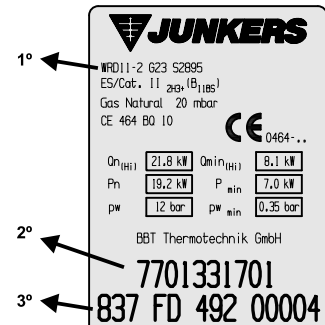 JUNKERS
1º
WRD11-2 G23 S2895
ES/Cat. II 2H3+ (B11BS)
Gas Natural 20 mbar
CE 464 BQ 10
CE 0464-..
Qn(Hi) 21.8 kW Qmin(Hi) 8.1 kW
Pn 19.2 kW P min 7.0 kW
pw 12 bar pw min 0.35 bar
BBT Thermotechnik GmbH
2º
7701331701
3º
837 FD 492 00004